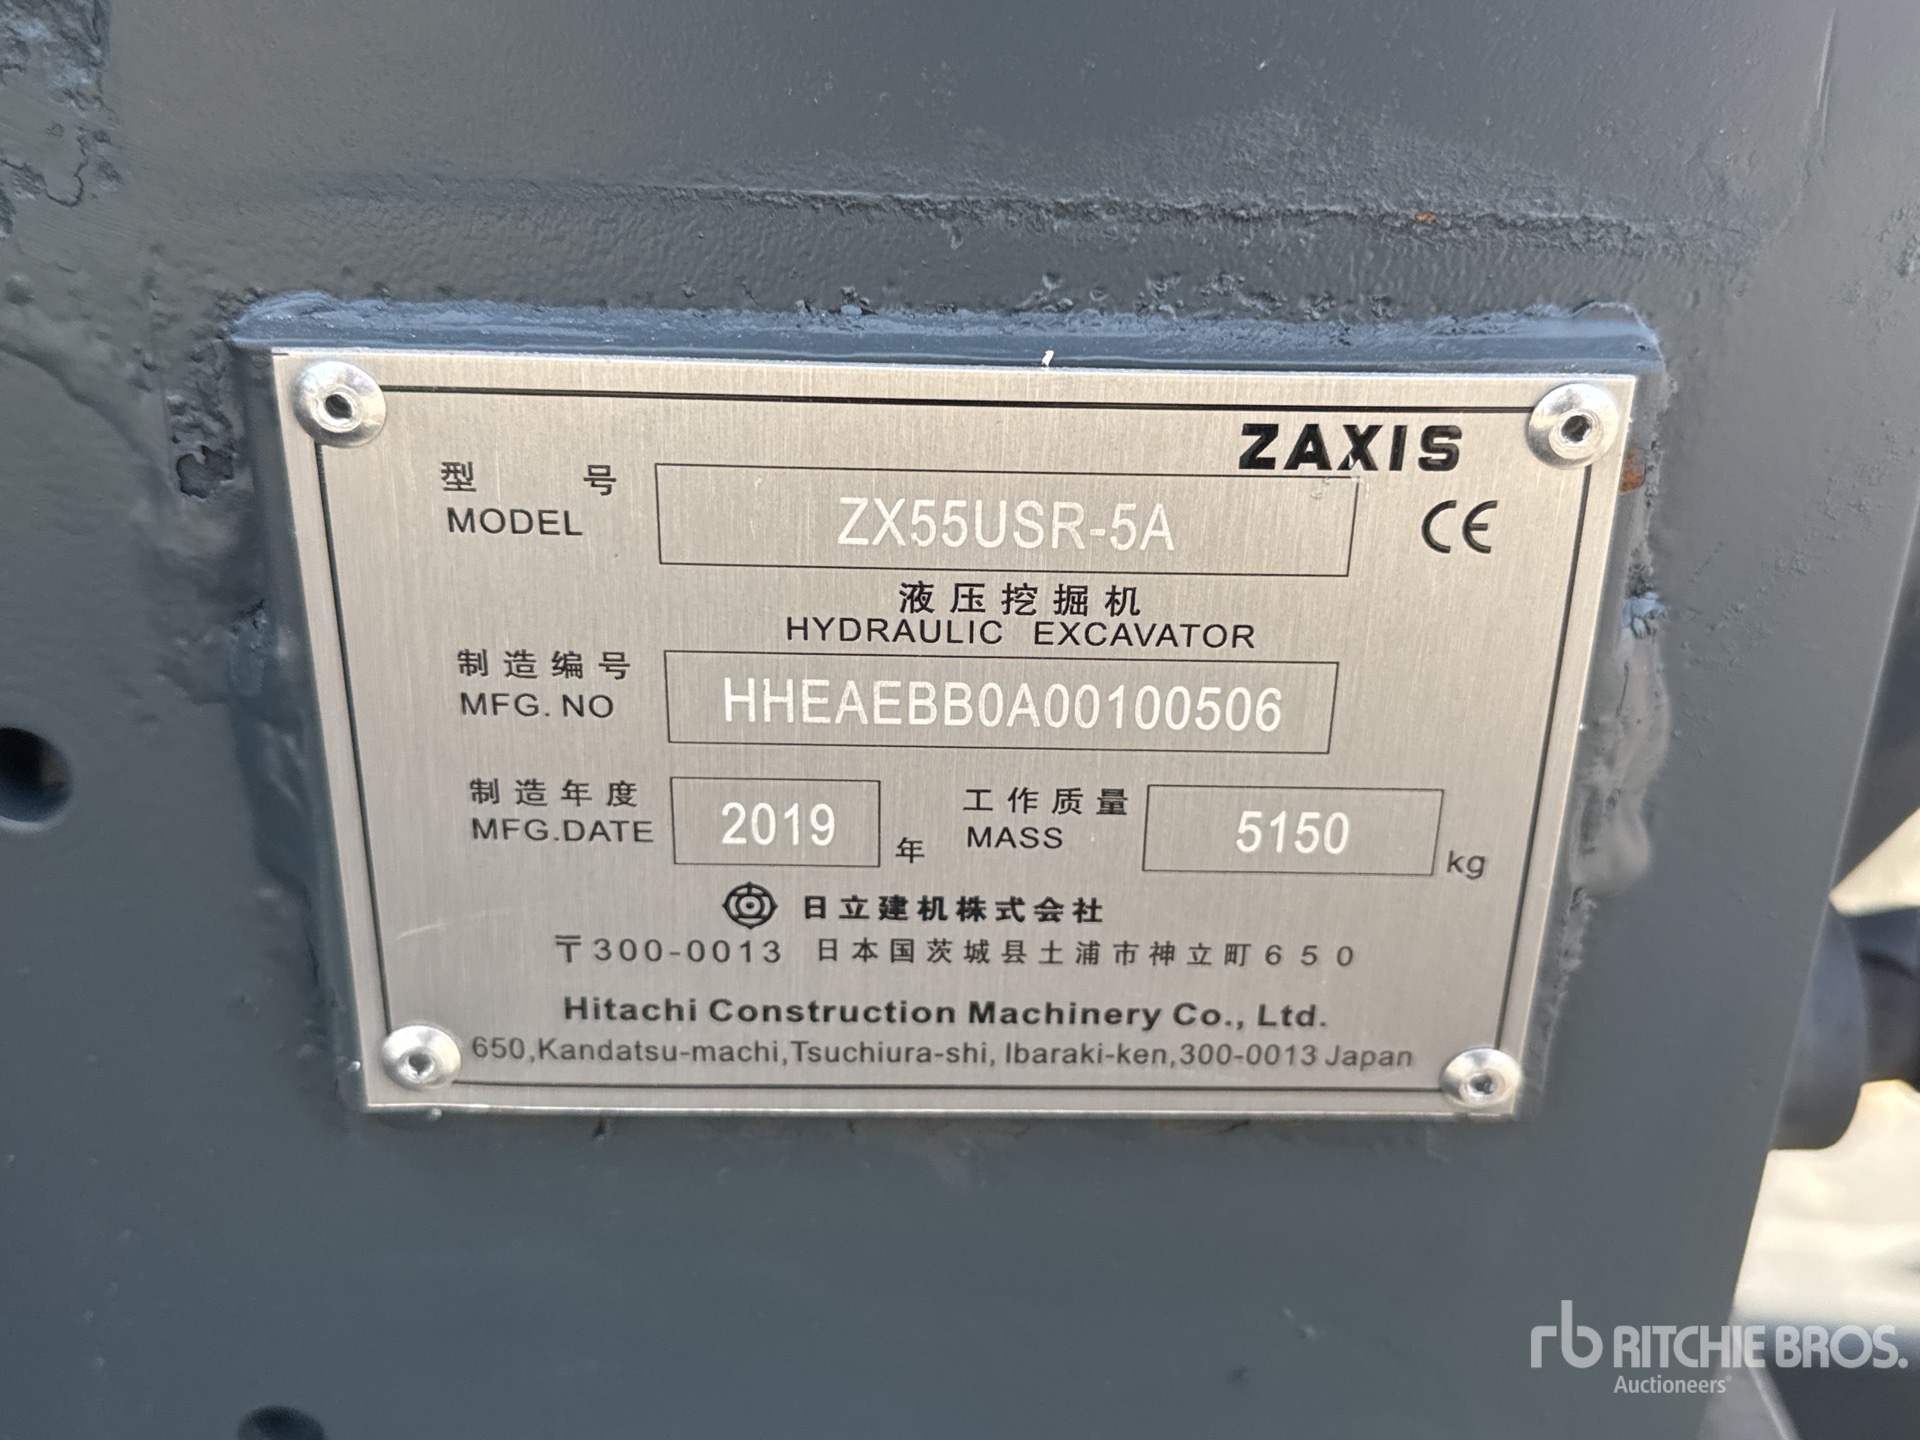 ZAXIS
型 号
MODEL
ZX55USR-5A
CE
液压挖掘机
HYDRAULIC EXCAVATOR
制造编号
MFG. NO
HHEAEBB0A00100506
制造年度
MFG.DATE
2019
年
工作质量
MASS
5150
kg
日立建机株式会社
〒300-0013 日本国茨城县土浦市神立町650
Hitachi Construction Machinery Co., Ltd.
650,Kandatsu-machi,Tsuchiura-shi, Ibaraki-ken,300-0013 Japan
rb RITCHIE BROS.
Auctioneers